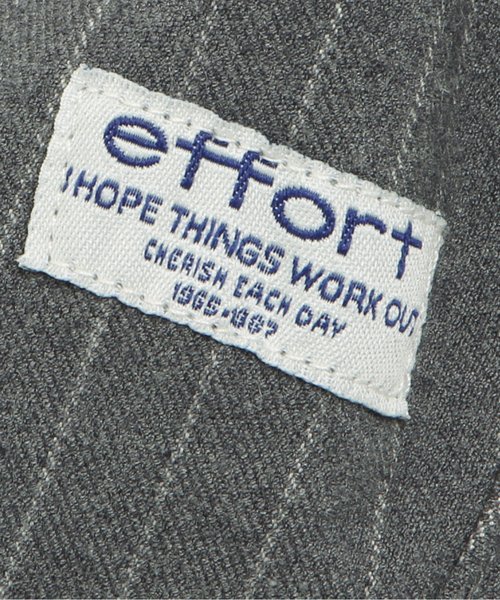 effort
I HOPE THINGS WORK OUT
CHERISH EACH DAY